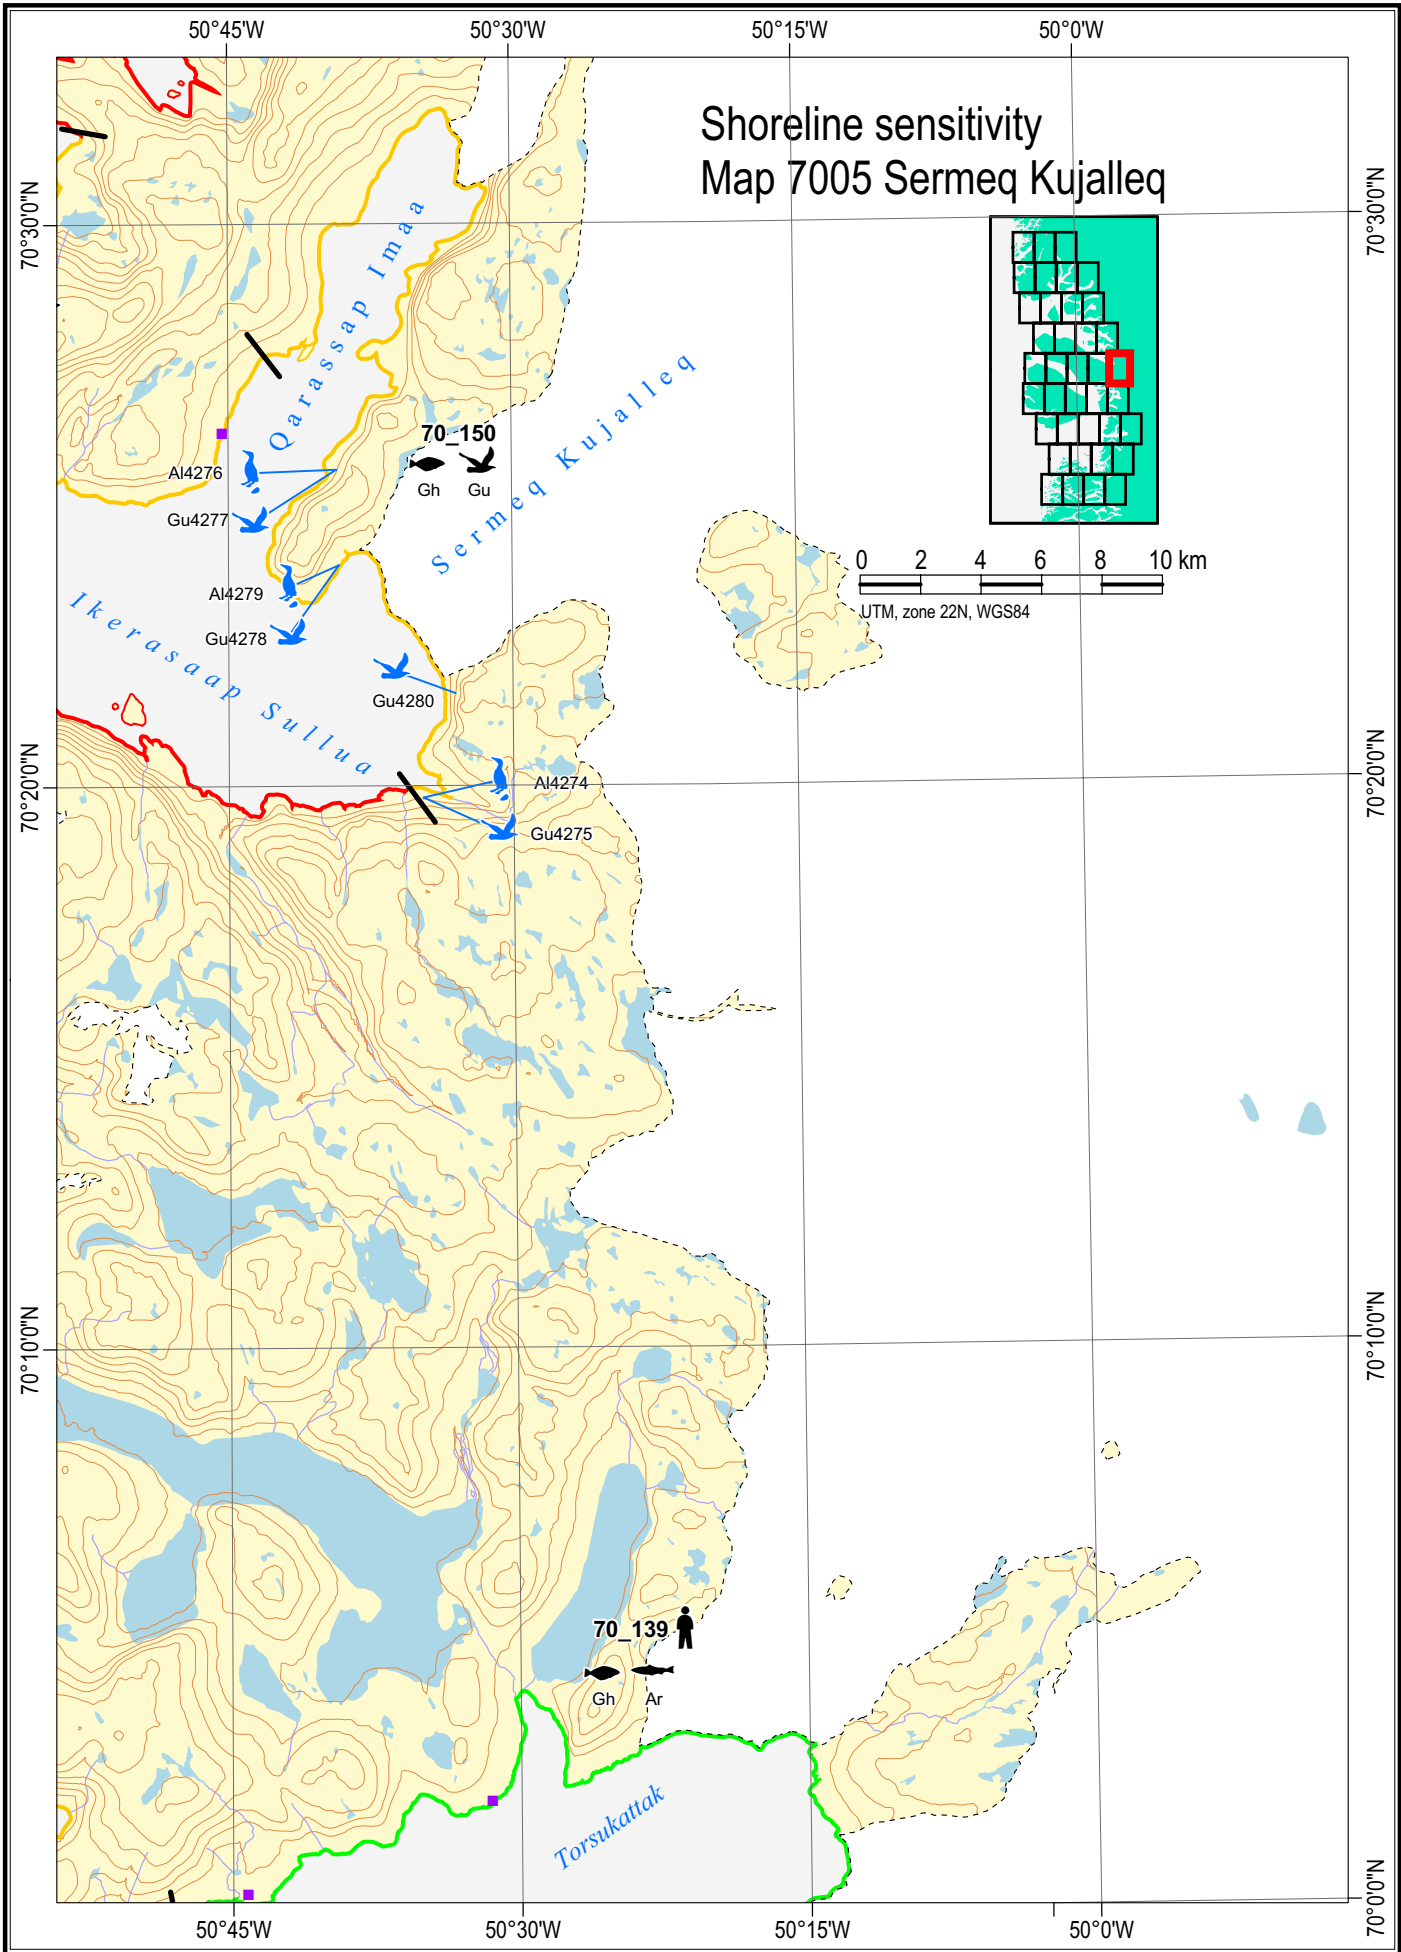 50°45'W 50°30'W 50°15'W 50°0'W
Shoreline sensitivity
Map 7005 Sermeq Kujalleq
70°30'0"N
70°30'0"N
Qarassap Imaa
70_150
Gh Gu
Al4276
Gu4277
Sermeq Kujalleq
0 2 4 6 8 10 km
UTM, zone 22N, WGS84
Al4279
Gu4278
Ikerasaap Sullua
Gu4280
70°20'0"N
70°20'0"N
Al4274
Gu4275
70°10'0"N
70°10'0"N
70_139
Gh Ar
Torsukattak
70°0'0"N
50°45'W 50°30'W 50°15'W 50°0'W